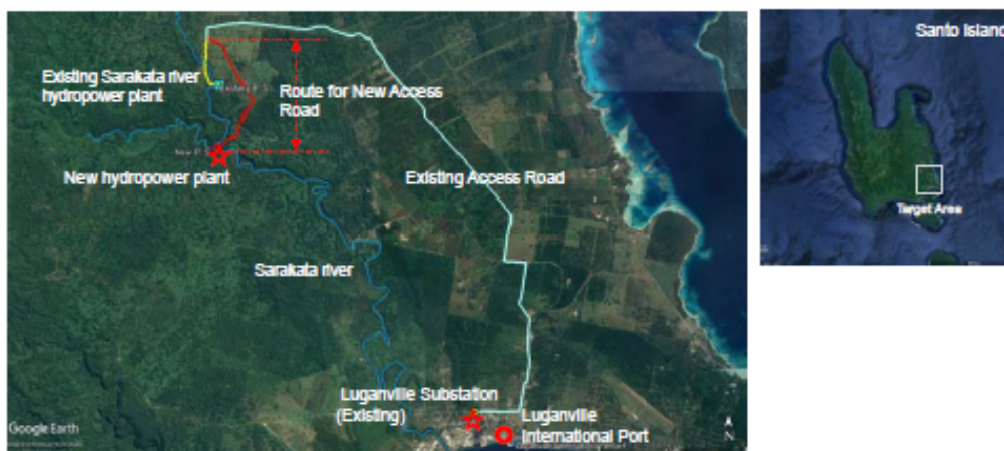 Santo Island
Existing Sarakata river
hydropower plant
Route for New Access
Road
New hydropower plant
Existing Access Road
Target Area
Sarakata river
Luganville Substation
(Existing)
Luganville
International Port
Google Earth
N